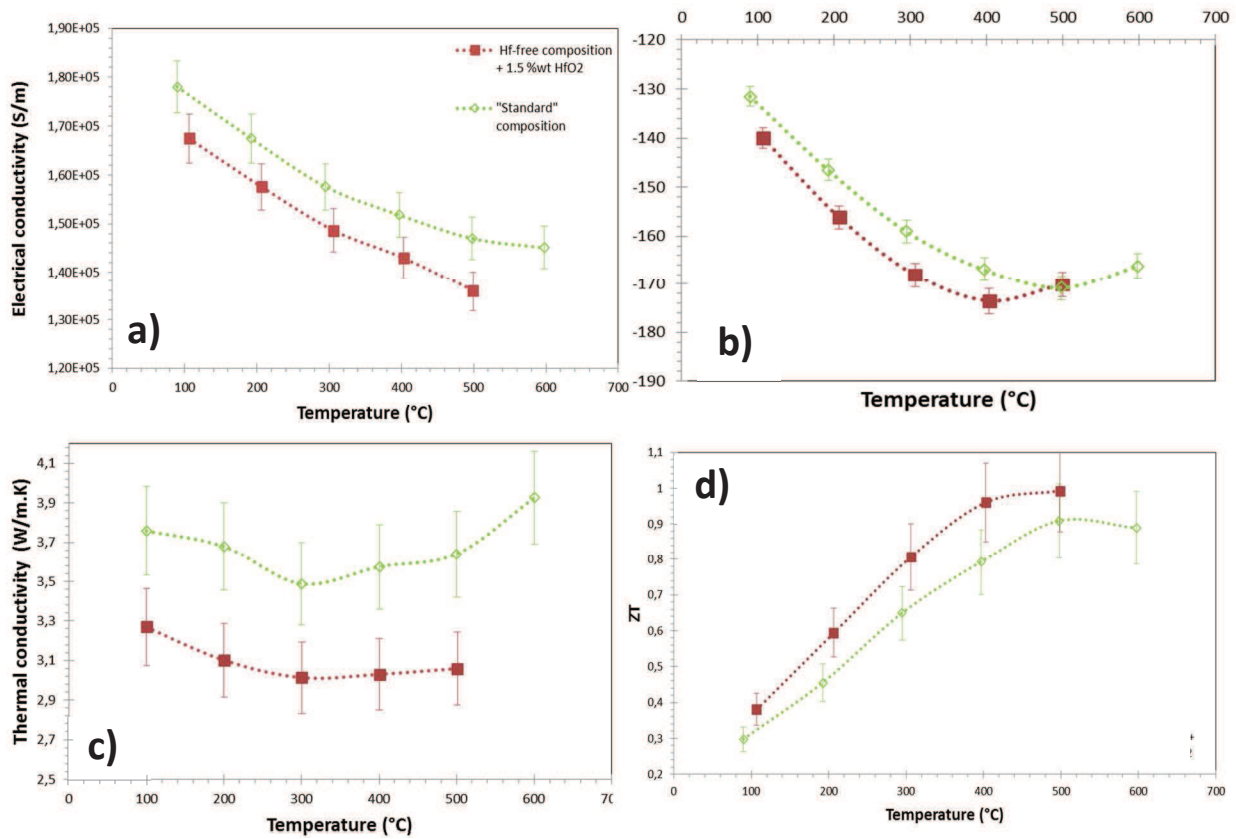 1,90E+05
1,80E+05
1,70E+05
1,60E+05
1,50E+05
1,40E+05
1,30E+05
1,20E+05
Electrical conductivity (S/m)
Hf-free composition
+ 1.5 %wt HfO2
"Standard"
composition
a)
0 100 200 300 400 500 600 700
Temperature (°C)
0 100 200 300 400 500 600 700
-120
-130
-140
-150
-160
-170
-180
-190
b)
Temperature (°C)
4,1
3,9
3,7
3,5
3,3
3,1
2,9
2,7
2,5
Thermal conductivity (W/m.K)
c)
0 100 200 300 400 500 600
Temperature (°C)
1,1
1
0,9
0,8
0,7
0,6
0,5
0,4
0,3
0,2
ZT
d)
0 100 200 300 400 500 600 700
Temperature (°C)